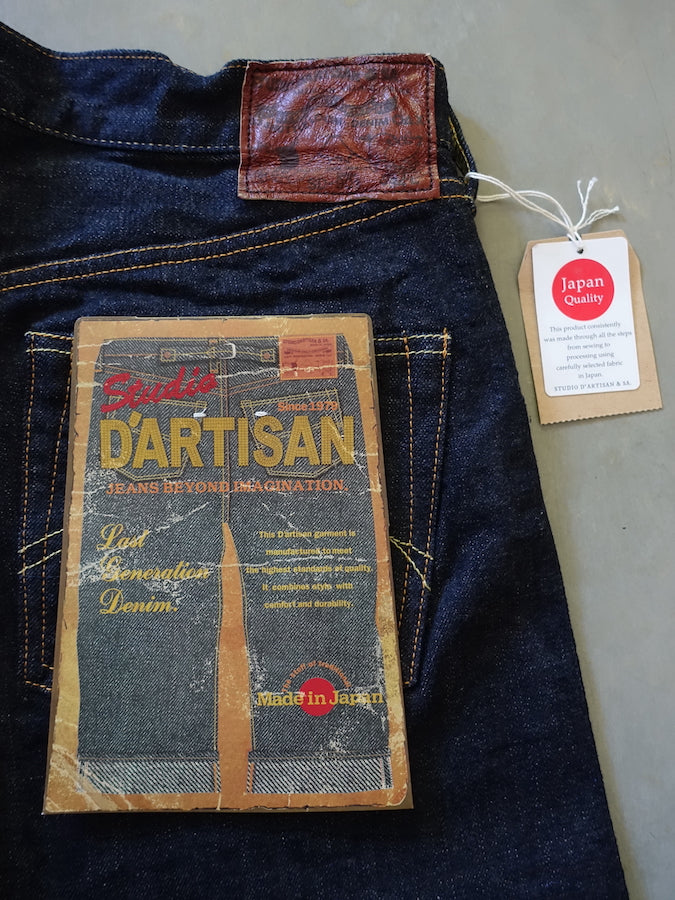 DENIM
Japan
Quality
This product consistently
was made through all the steps
from sewing to
processing using
carefully selected fabric
in Japan.
STUDIO D'ARTISAN & SA.
Studio
Since 1979
D'ARTISAN
JEANS BEYOND IMAGINATION.
Last
Generation
Denim.
This D'artisan garment is
manufactured to meet
the highest standards of quality.
It combines style with
comfort and durability.
Made in Japan